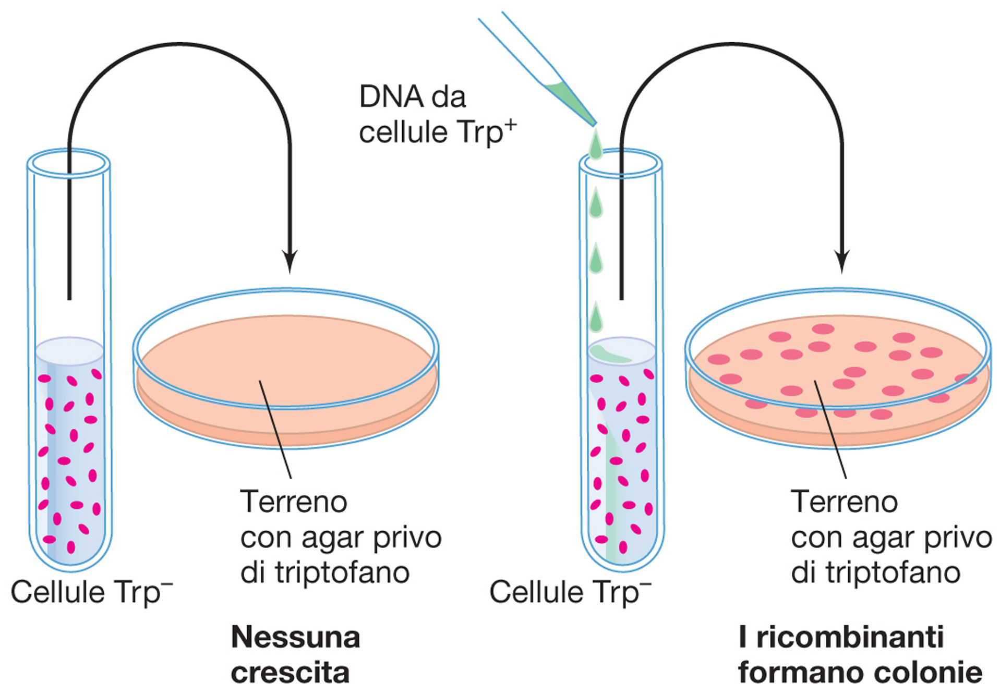 DNA da
cellule Trp⁺
Terreno
con agar privo
di triptofano
Cellule Trp⁻
Nessuna
crescita
Terreno
con agar privo
di triptofano
Cellule Trp⁻
I ricombinanti
formano colonie